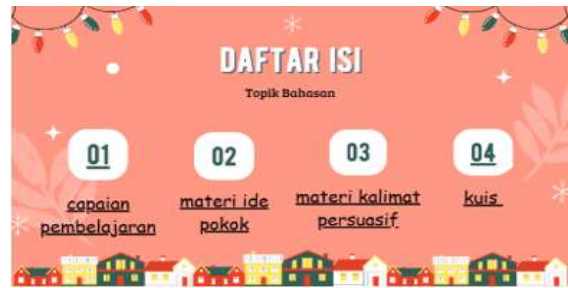 DAFTAR ISI
Topik Bahasan
01
02
03
04
capaian
pembelajaran
materi ide
pokok
materi kalimat
persuasif
kuis